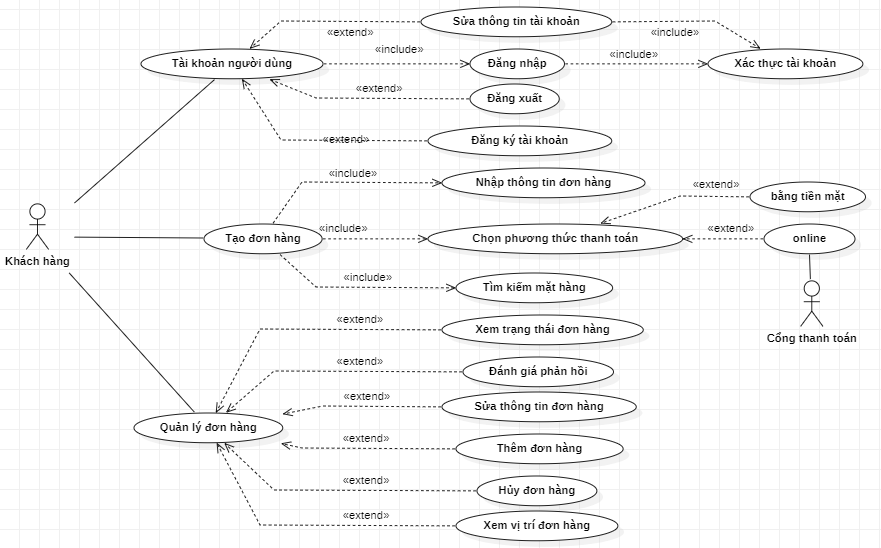 Sửa thông tin tài khoản
«extend»
«include»
«include»
Tài khoản người dùng
Đăng nhập
«include»
Xác thực tài khoản
«extend»
Đăng xuất
«extend»
Đăng ký tài khoản
«include»
Nhập thông tin đơn hàng
«extend»
bằng tiền mặt
Khách hàng
Tạo đơn hàng
«include»
Chọn phương thức thanh toán
«extend»
online
«include»
Tìm kiếm mặt hàng
Cổng thanh toán
«extend»
Xem trạng thái đơn hàng
«extend»
Đánh giá phản hồi
«extend»
Sửa thông tin đơn hàng
Quản lý đơn hàng
«extend»
Thêm đơn hàng
«extend»
Hủy đơn hàng
«extend»
Xem vị trí đơn hàng